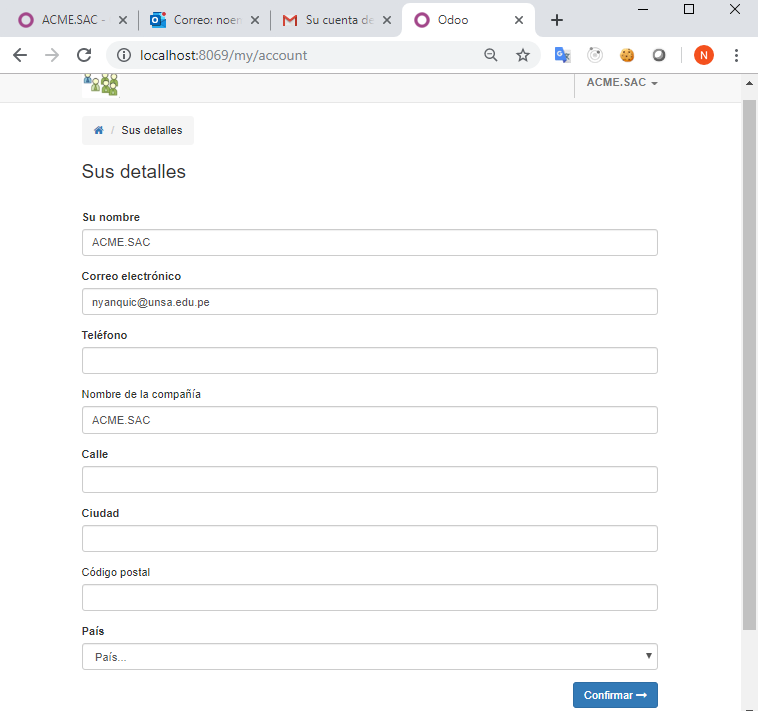 ACME.SAC -
Correo: noem
Su cuenta de
Odoo
localhost:8069/my/account
N
ACME.SAC
/ Sus detalles
Sus detalles
Su nombre
ACME.SAC
Correo electrónico
nyanquic@unsa.edu.pe
Teléfono
Nombre de la compañía
ACME.SAC
Calle
Ciudad
Código postal
País
País...
Confirmar →